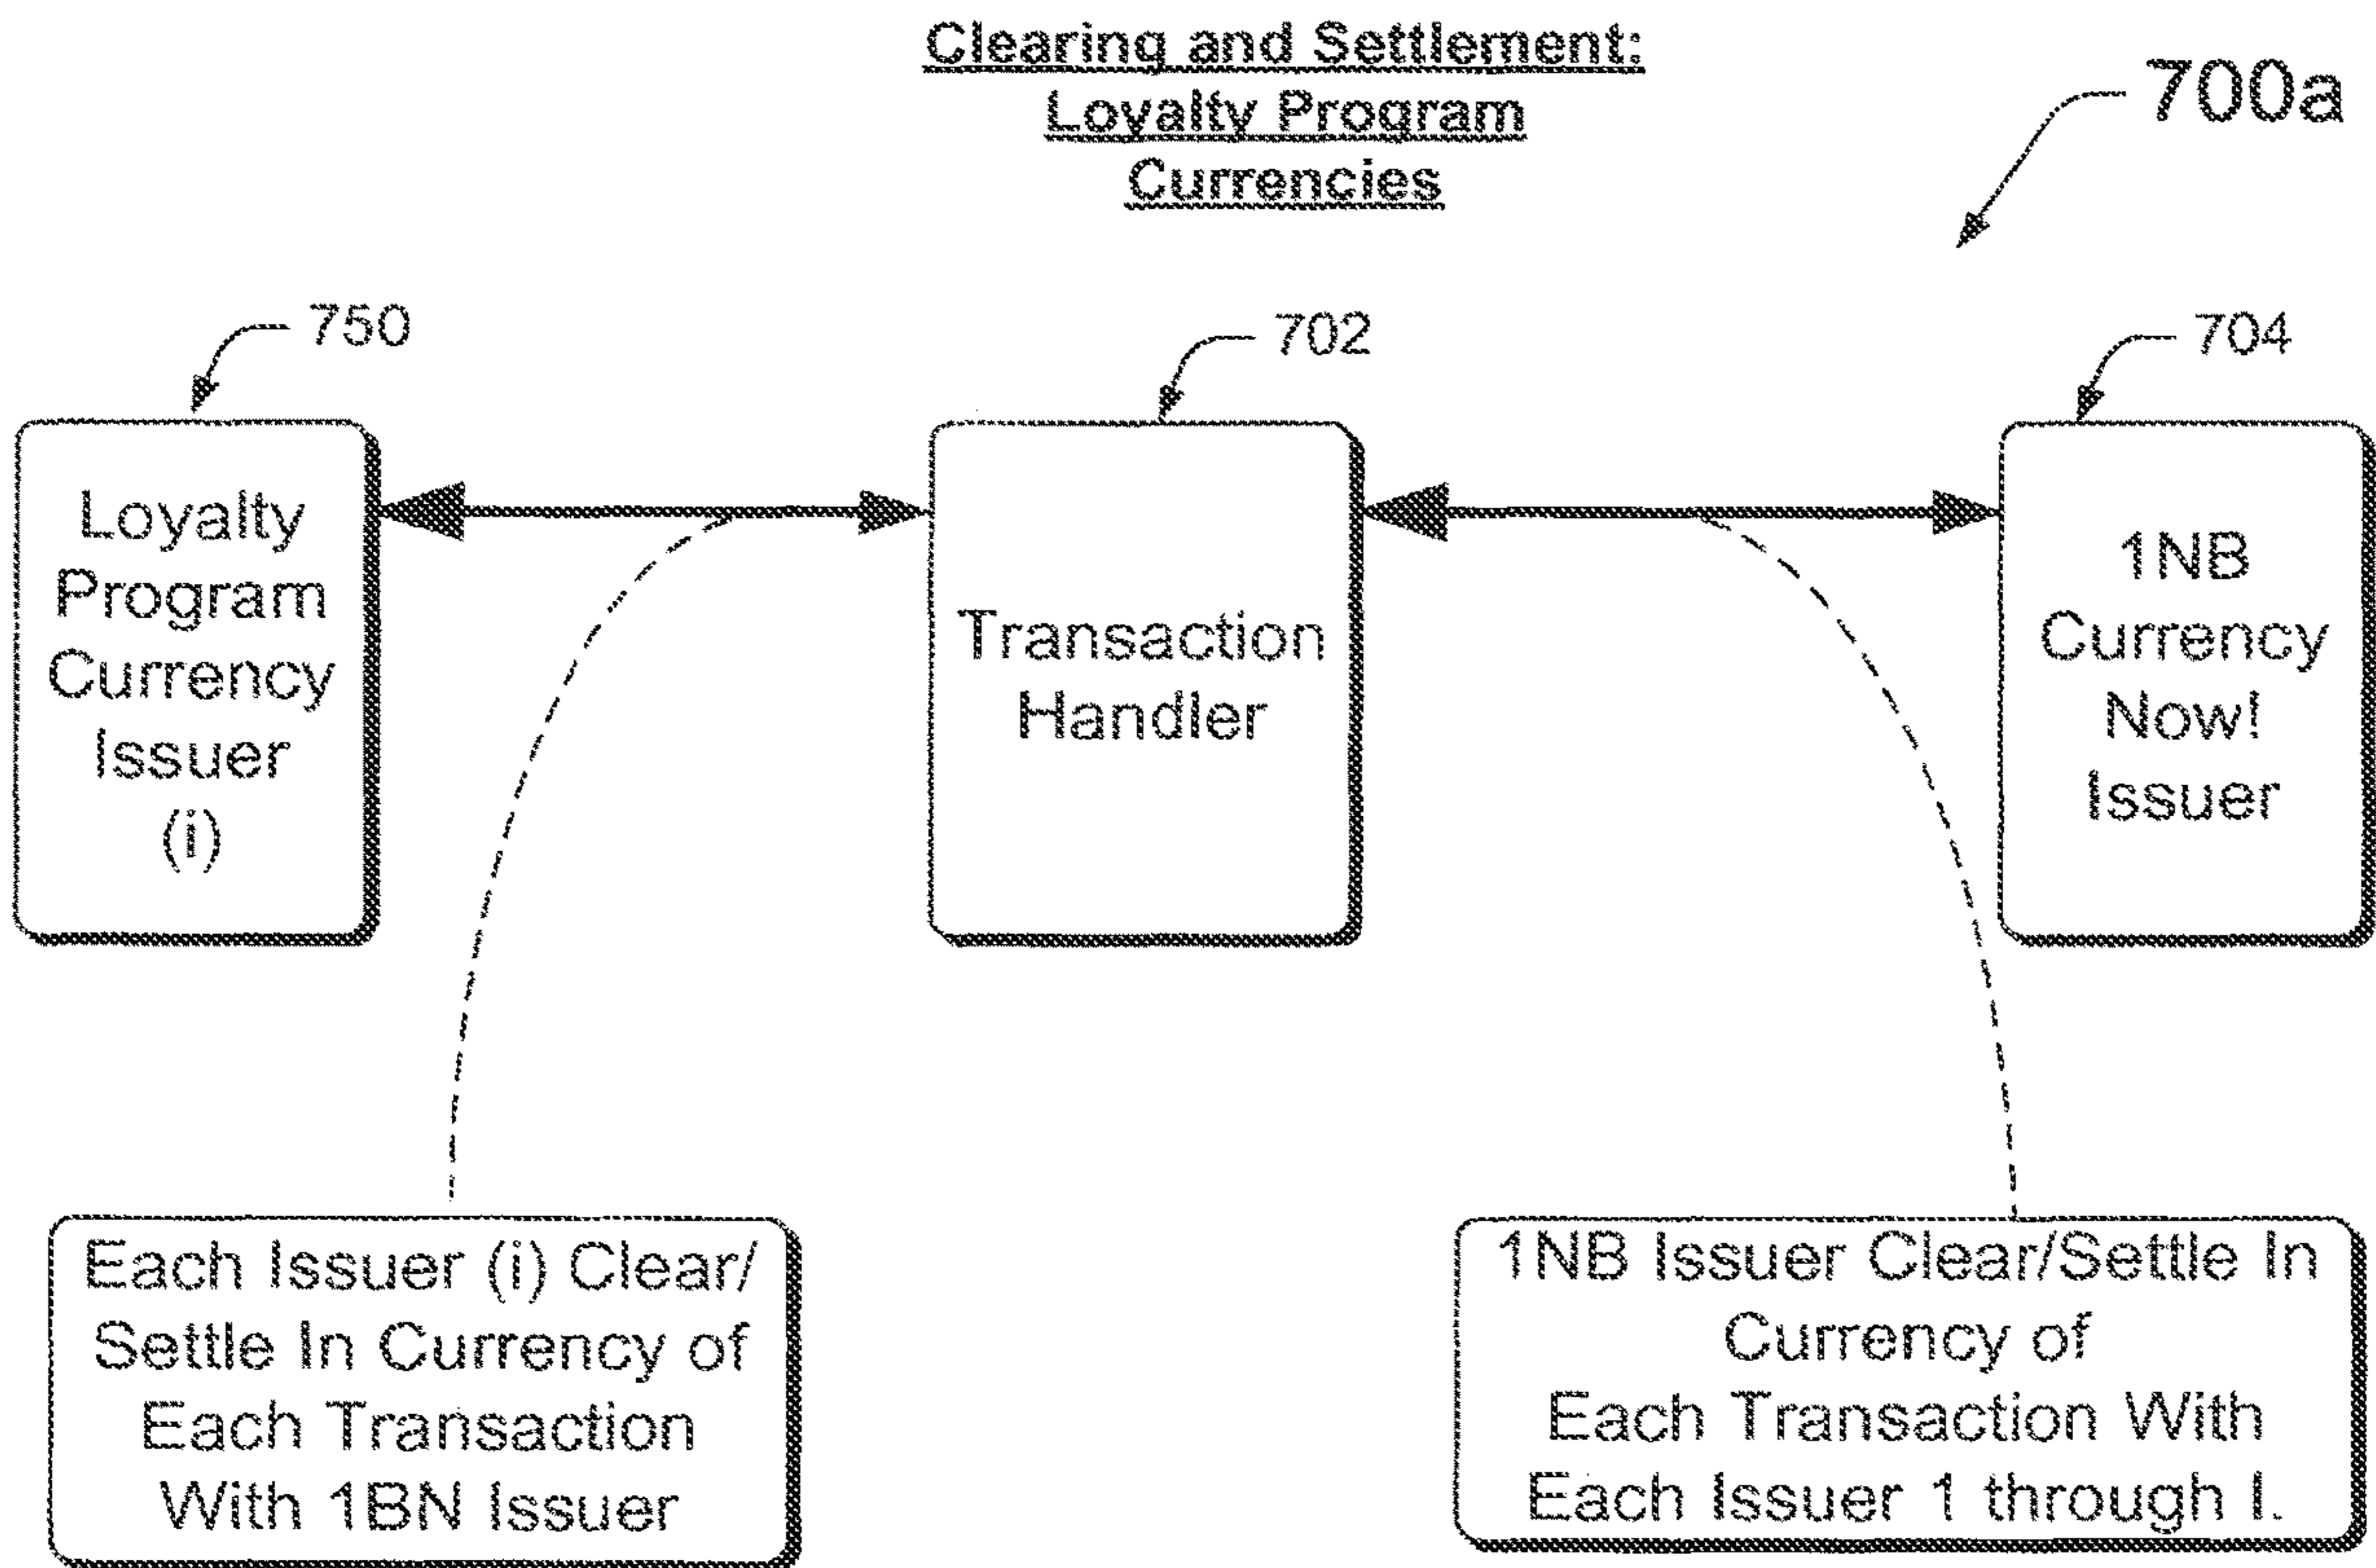 Clearing and Settlement:
Loyalty Program
Currencies
700a
750
702
704
Loyalty
Program
Currency
Issuer
(i)
Transaction
Handler
1NB
Currency
Now!
Issuer
Each Issuer (i) Clear/
Settle In Currency of
Each Transaction
With 1BN Issuer
1NB Issuer Clear/Settle In
Currency of
Each Transaction With
Each Issuer 1 through I.